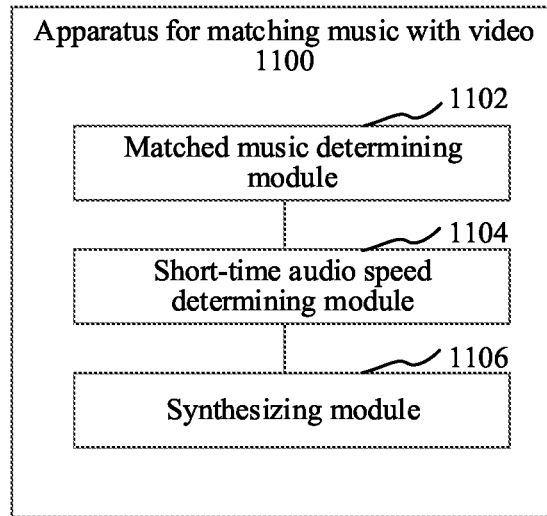 Apparatus for matching music with video
1100
1102
Matched music determining
module
1104
Short-time audio speed
determining module
1106
Synthesizing module